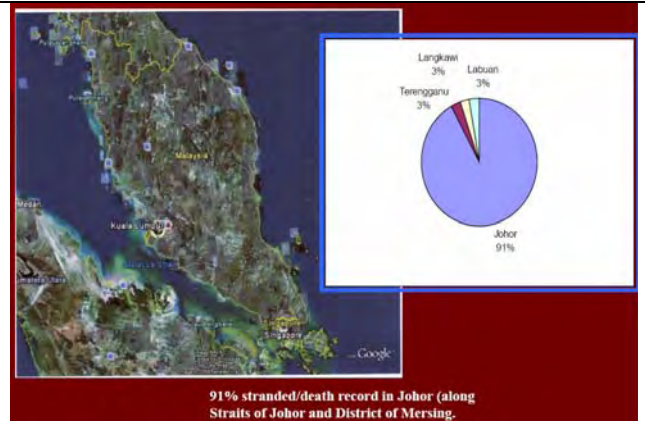 Langkawi
3%
Labuan
3%
Terengganu
3%
Johor
91%
Malaysia
Medan
Kuala Lumpu
Singapore
Google
91% stranded/death record in Johor (along
Straits of Johor and District of Mersing.